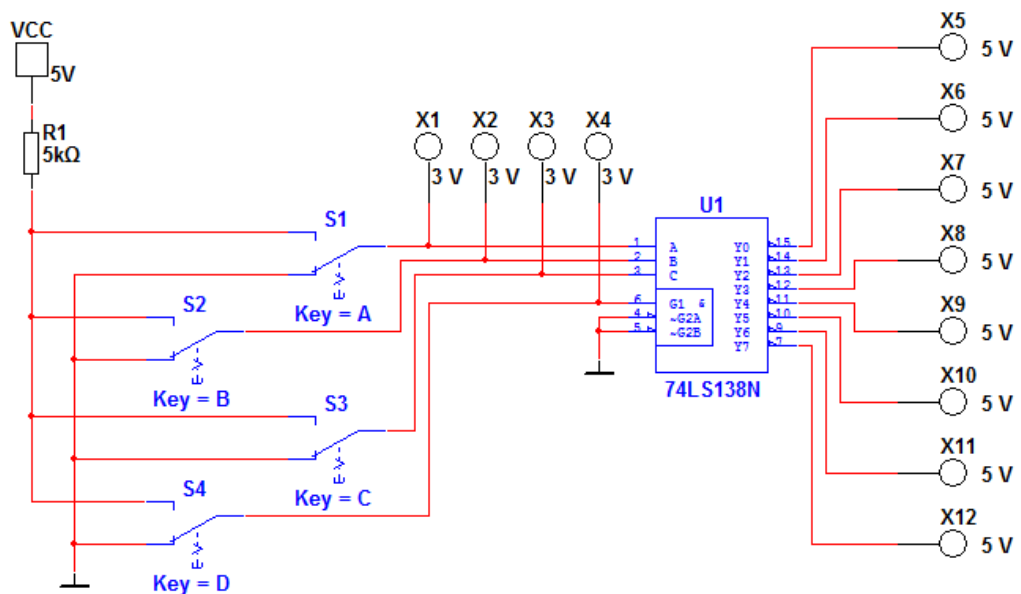 VCC
5V
R1
5kΩ
X1 X2 X3 X4
3 V 3 V 3 V 3 V
S1
Key = A
S2
Key = B
S3
Key = C
S4
Key = D
U1
1 A Y0 15
2 B Y1 14
3 C Y2 13
Y3 12
6 G1 & Y4 11
4 ~G2A Y5 10
5 ~G2B Y6 9
Y7 7
74LS138N
X5
5 V
X6
5 V
X7
5 V
X8
5 V
X9
5 V
X10
5 V
X11
5 V
X12
5 V